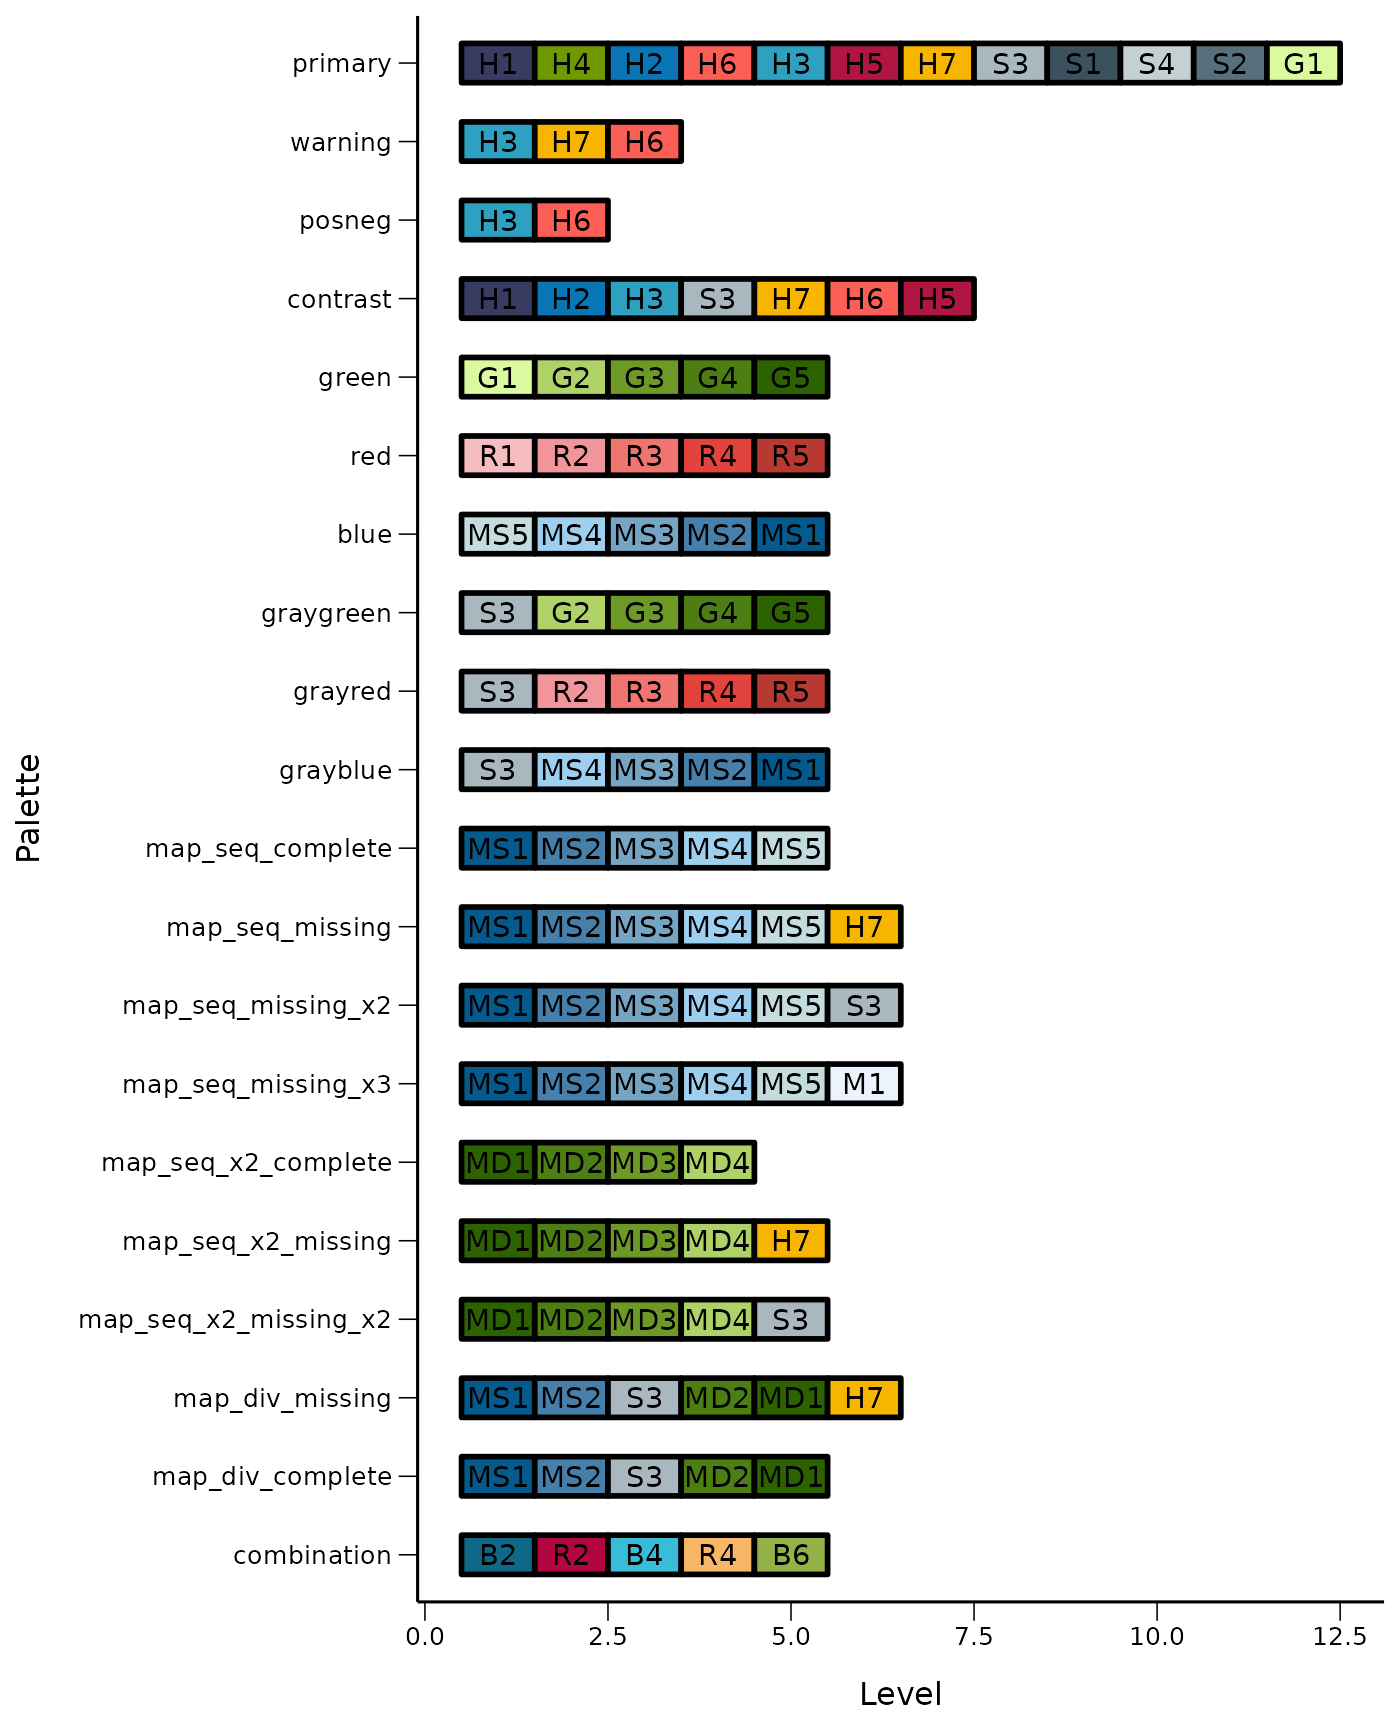 primary H1 H4 H2 H6 H3 H5 H7 S3 S1 S4 S2 G1
warning H3 H7 H6
posneg H3 H6
contrast H1 H2 H3 S3 H7 H6 H5
green G1 G2 G3 G4 G5
red R1 R2 R3 R4 R5
blue MS5 MS4 MS3 MS2 MS1
graygreen S3 G2 G3 G4 G5
grayred S3 R2 R3 R4 R5
grayblue S3 MS4 MS3 MS2 MS1
Palette
map_seq_complete MS1 MS2 MS3 MS4 MS5
map_seq_missing MS1 MS2 MS3 MS4 MS5 H7
map_seq_missing_x2 MS1 MS2 MS3 MS4 MS5 S3
map_seq_missing_x3 MS1 MS2 MS3 MS4 MS5 M1
map_seq_x2_complete MD1 MD2 MD3 MD4
map_seq_x2_missing MD1 MD2 MD3 MD4 H7
map_seq_x2_missing_x2 MD1 MD2 MD3 MD4 S3
map_div_missing MS1 MS2 S3 MD2 MD1 H7
map_div_complete MS1 MS2 S3 MD2 MD1
combination B2 R2 B4 R4 B6
0.0 2.5 5.0 7.5 10.0 12.5
Level